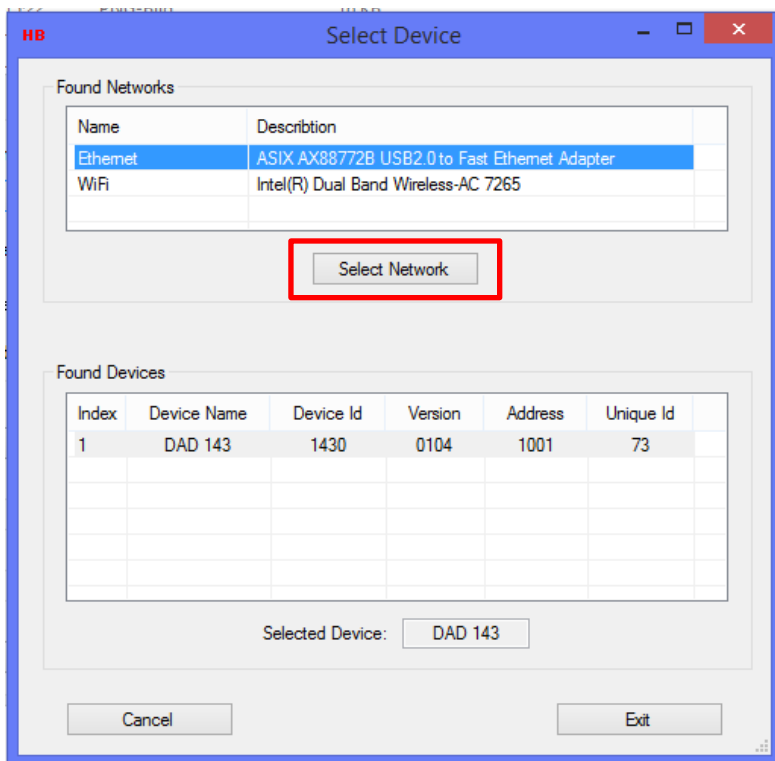 HB Select Device
Found Networks
Name Describtion
Ethernet ASIX AX88772B USB2.0 to Fast Ethernet Adapter
WiFi Intel(R) Dual Band Wireless-AC 7265
Select Network
Found Devices
Index Device Name Device Id Version Address Unique Id
1 DAD 143 1430 0104 1001 73
Selected Device: DAD 143
Cancel Exit